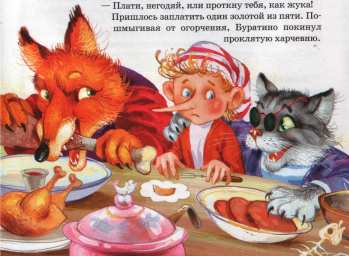 — Плати, негодяй, или проткну тебя, как жука!
Пришлось заплатить один золотой из пяти. По-
шмыгивая от огорчения, Буратино покинул
проклятую харчевню.